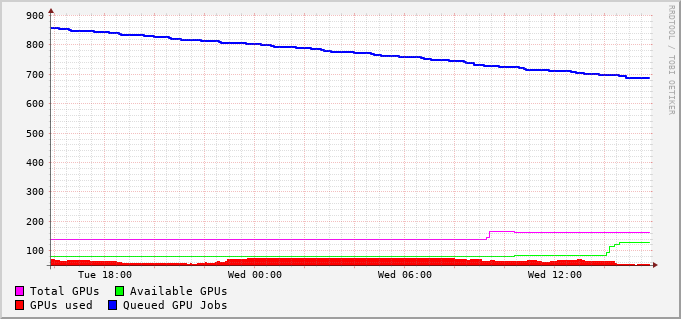 900
800
700
600
500
400
300
200
100
Tue 18:00 Wed 00:00 Wed 06:00 Wed 12:00
Total GPUs Available GPUs
GPUs used Queued GPU Jobs
RRDTOOL / TOBI OETIKER